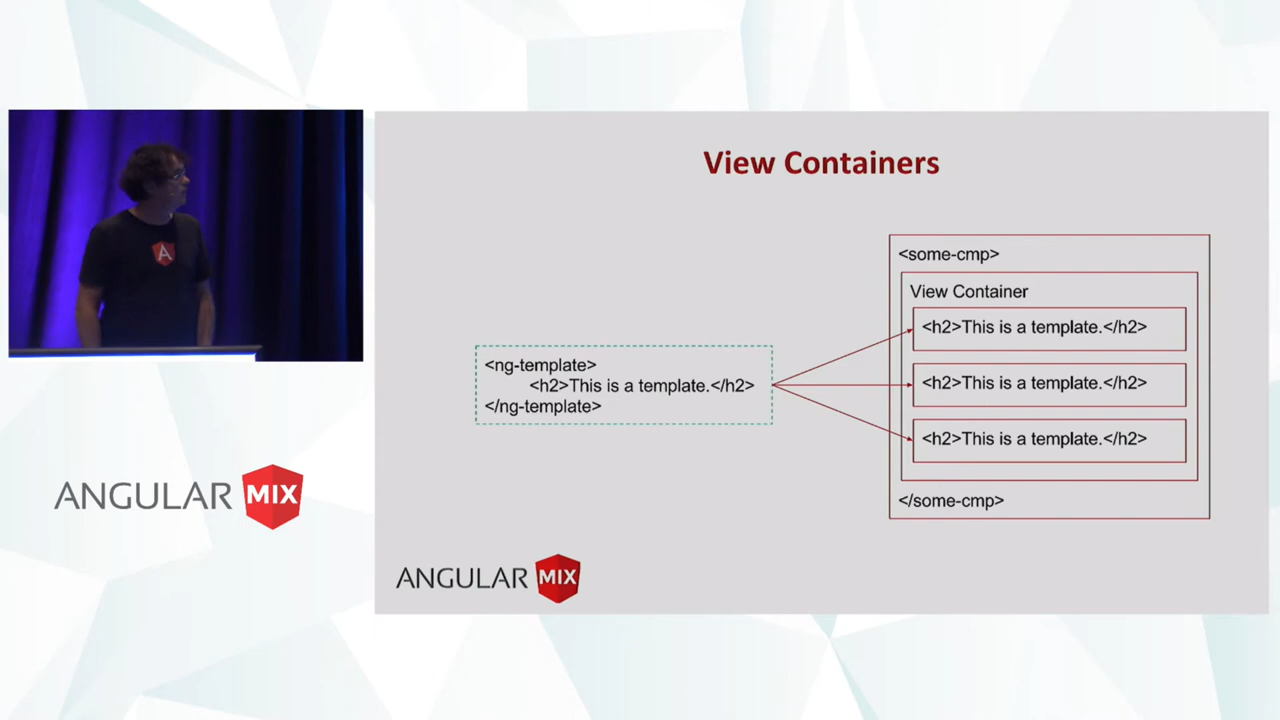 View Containers
<some-cmp>
View Container
<h2>This is a template.</h2>
<h2>This is a template.</h2>
<h2>This is a template.</h2>
</some-cmp>
<ng-template>
<h2>This is a template.</h2>
</ng-template>
A
ANGULAR MIX
ANGULAR MIX